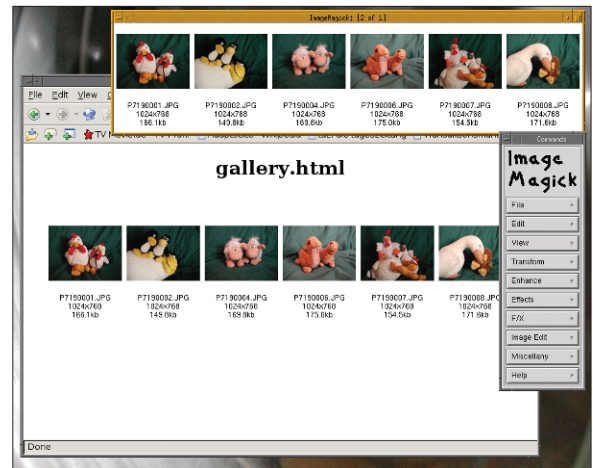 ImageMagick: [2 of 1]
P7190001.JPG P7190002.JPG P7190004.JPG P7190006.JPG P7190007.JPG P7190008.JPG
1024x768 1024x768 1024x768 1024x768 1024x768 1024x768
166.1kb 149.8kb 169.8kb 175.0kb 154.5kb 171.6kb
File Edit View
gallery.html
P7190001.JPG P7190002.JPG P7190004.JPG P7190006.JPG P7190007.JPG P7190008.JPG
1024x768 1024x768 1024x768 1024x768 1024x768 1024x768
166.1kb 149.8kb 169.8kb 175.0kb 154.5kb 171.6kb
Done
Commands
Image
Magick
File
Edit
View
Transform
Enhance
Effects
F/X
Image Edit
Miscellany
Help